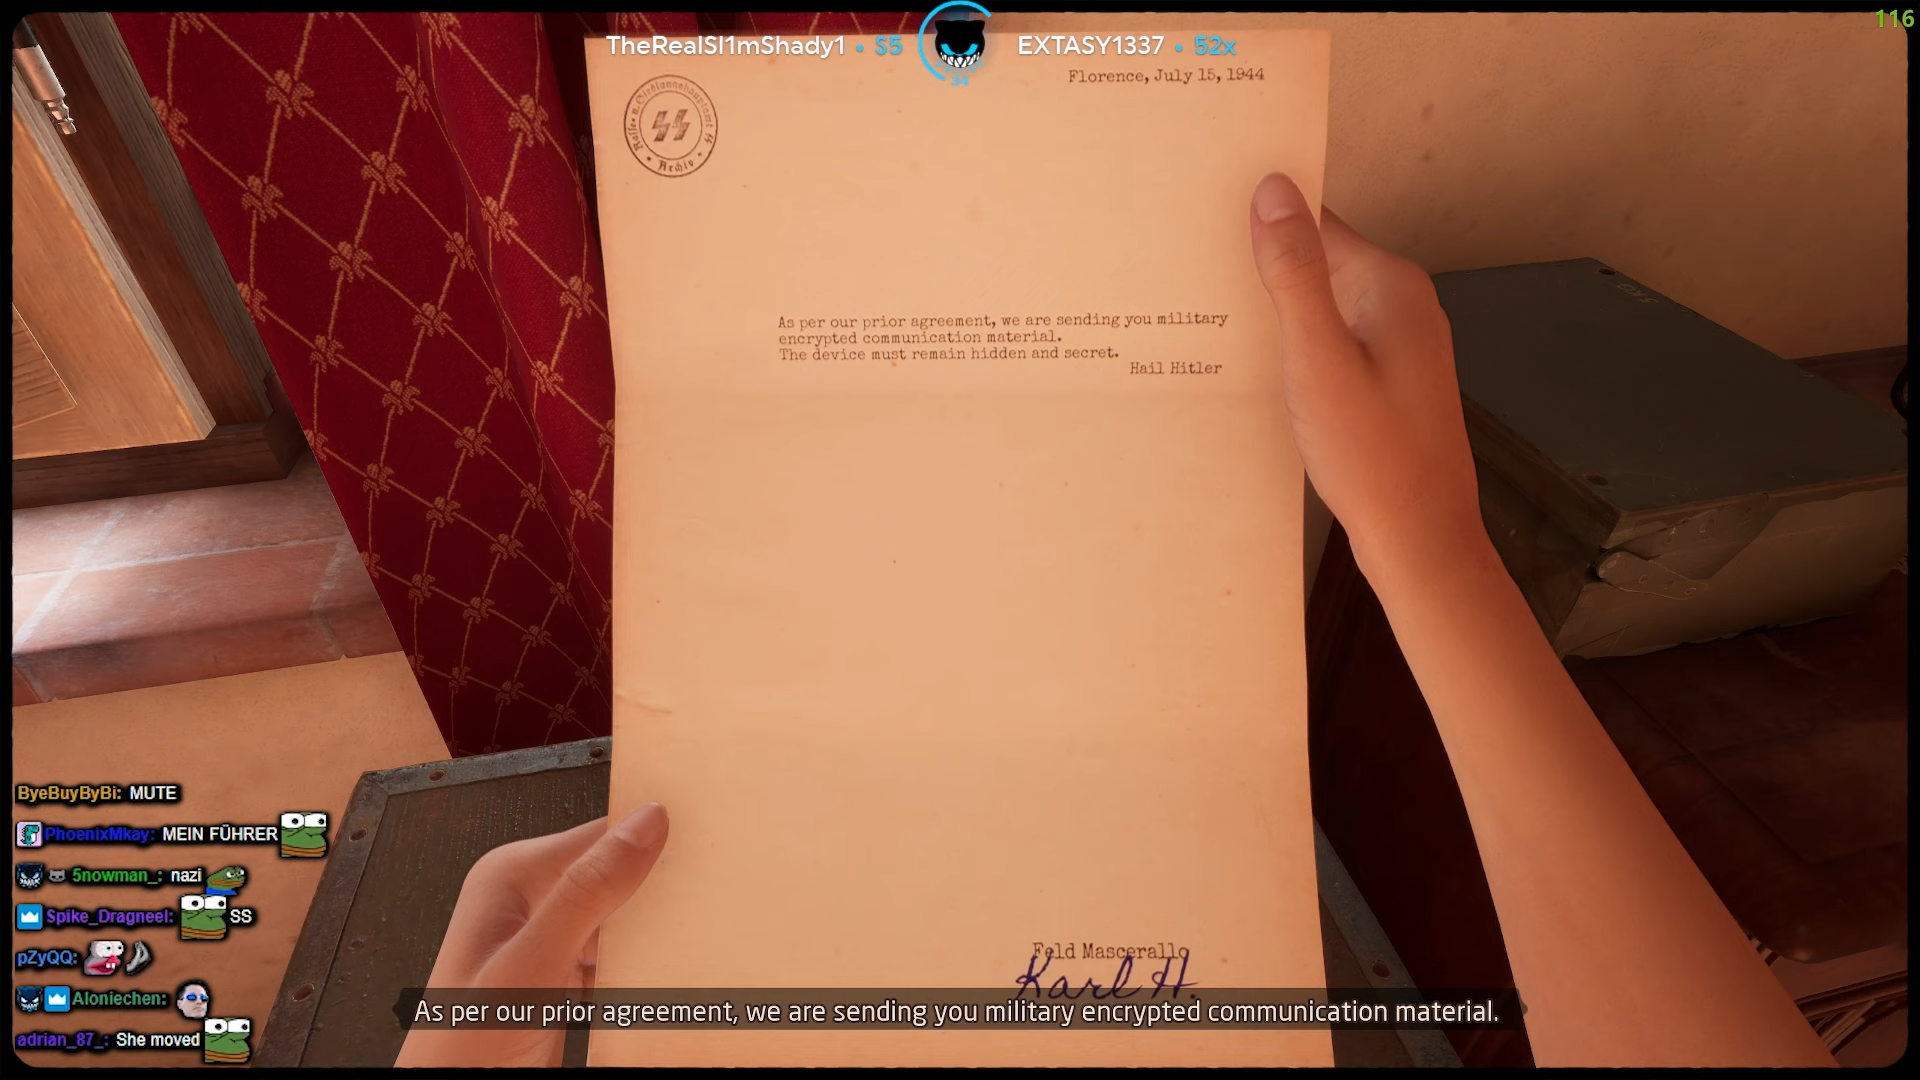 116
TheRealSl1mShady1 • S5
EXTASY1337 • 52x
34
Florence, July 15, 1944
Archiv
As per our prior agreement, we are sending you military
encrypted communication material.
The device must remain hidden and secret.
Hail Hitler
Feld Mascerallo
Karl H.
As per our prior agreement, we are sending you military encrypted communication material.
ByeBuyByBi: MUTE
PhoenixMkay: MEIN FÜHRER
5nowman_: nazi
Spike_Dragneel: SS
pZyQQ:
Aloniechen:
adrian_87_: She moved